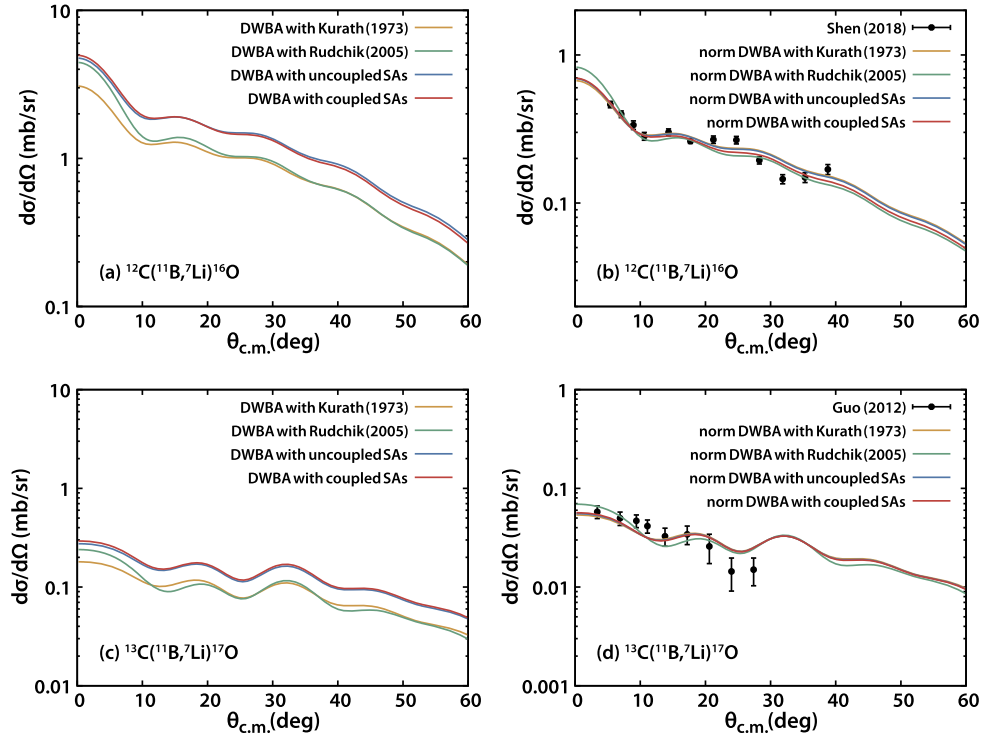 10
1
0.1
dσ/dΩ (mb/sr)
DWBA with Kurath (1973)
DWBA with Rudchik (2005)
DWBA with uncoupled SAs
DWBA with coupled SAs
(a) ¹²C(¹¹B,⁷Li)¹⁶O
0 10 20 30 40 50 60
θc.m.(deg)
1
0.1
dσ/dΩ (mb/sr)
Shen (2018)
norm DWBA with Kurath (1973)
norm DWBA with Rudchik (2005)
norm DWBA with uncoupled SAs
norm DWBA with coupled SAs
(b) ¹²C(¹¹B,⁷Li)¹⁶O
0 10 20 30 40 50 60
θc.m.(deg)
10
1
0.1
0.01
dσ/dΩ (mb/sr)
DWBA with Kurath (1973)
DWBA with Rudchik (2005)
DWBA with uncoupled SAs
DWBA with coupled SAs
(c) ¹³C(¹¹B,⁷Li)¹⁷O
0 10 20 30 40 50 60
θc.m.(deg)
1
0.1
0.01
0.001
dσ/dΩ (mb/sr)
Guo (2012)
norm DWBA with Kurath (1973)
norm DWBA with Rudchik (2005)
norm DWBA with uncoupled SAs
norm DWBA with coupled SAs
(d) ¹³C(¹¹B,⁷Li)¹⁷O
0 10 20 30 40 50 60
θc.m.(deg)